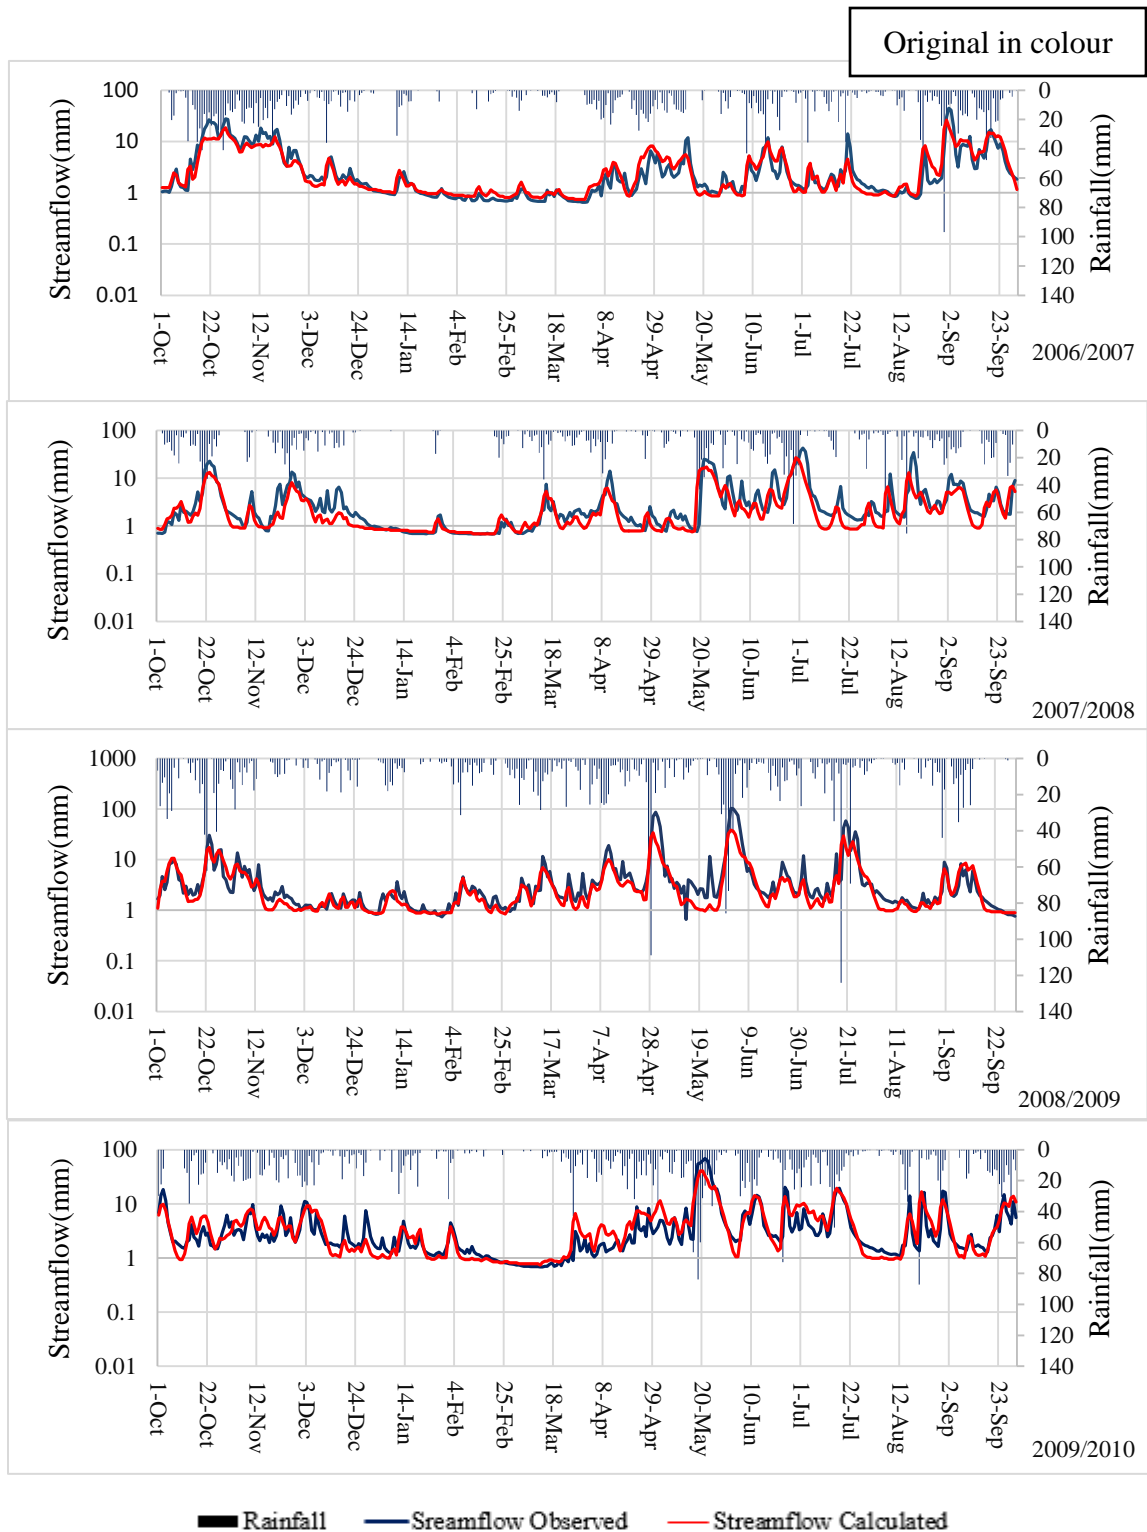 Original in colour
Streamflow(mm)
100
10
1
0.1
0.01
0
20
40
60
80
100
120
140
Rainfall(mm)
1-Oct
22-Oct
12-Nov
3-Dec
24-Dec
14-Jan
4-Feb
25-Feb
18-Mar
8-Apr
29-Apr
20-May
10-Jun
1-Jul
22-Jul
12-Aug
2-Sep
23-Sep
2006/2007
Streamflow(mm)
100
10
1
0.1
0.01
0
20
40
60
80
100
120
140
Rainfall(mm)
1-Oct
22-Oct
12-Nov
3-Dec
24-Dec
14-Jan
4-Feb
25-Feb
18-Mar
8-Apr
29-Apr
20-May
10-Jun
1-Jul
22-Jul
12-Aug
2-Sep
23-Sep
2007/2008
Streamflow(mm)
1000
100
10
1
0.1
0.01
0
20
40
60
80
100
120
140
Rainfall(mm)
1-Oct
22-Oct
12-Nov
3-Dec
24-Dec
14-Jan
4-Feb
25-Feb
17-Mar
7-Apr
28-Apr
19-May
9-Jun
30-Jun
21-Jul
11-Aug
1-Sep
22-Sep
2008/2009
Streamflow(mm)
100
10
1
0.1
0.01
0
20
40
60
80
100
120
140
Rainfall(mm)
1-Oct
22-Oct
12-Nov
3-Dec
24-Dec
14-Jan
4-Feb
25-Feb
18-Mar
8-Apr
29-Apr
20-May
10-Jun
1-Jul
22-Jul
12-Aug
2-Sep
23-Sep
2009/2010
Rainfall Sreamflow Observed Streamflow Calculated